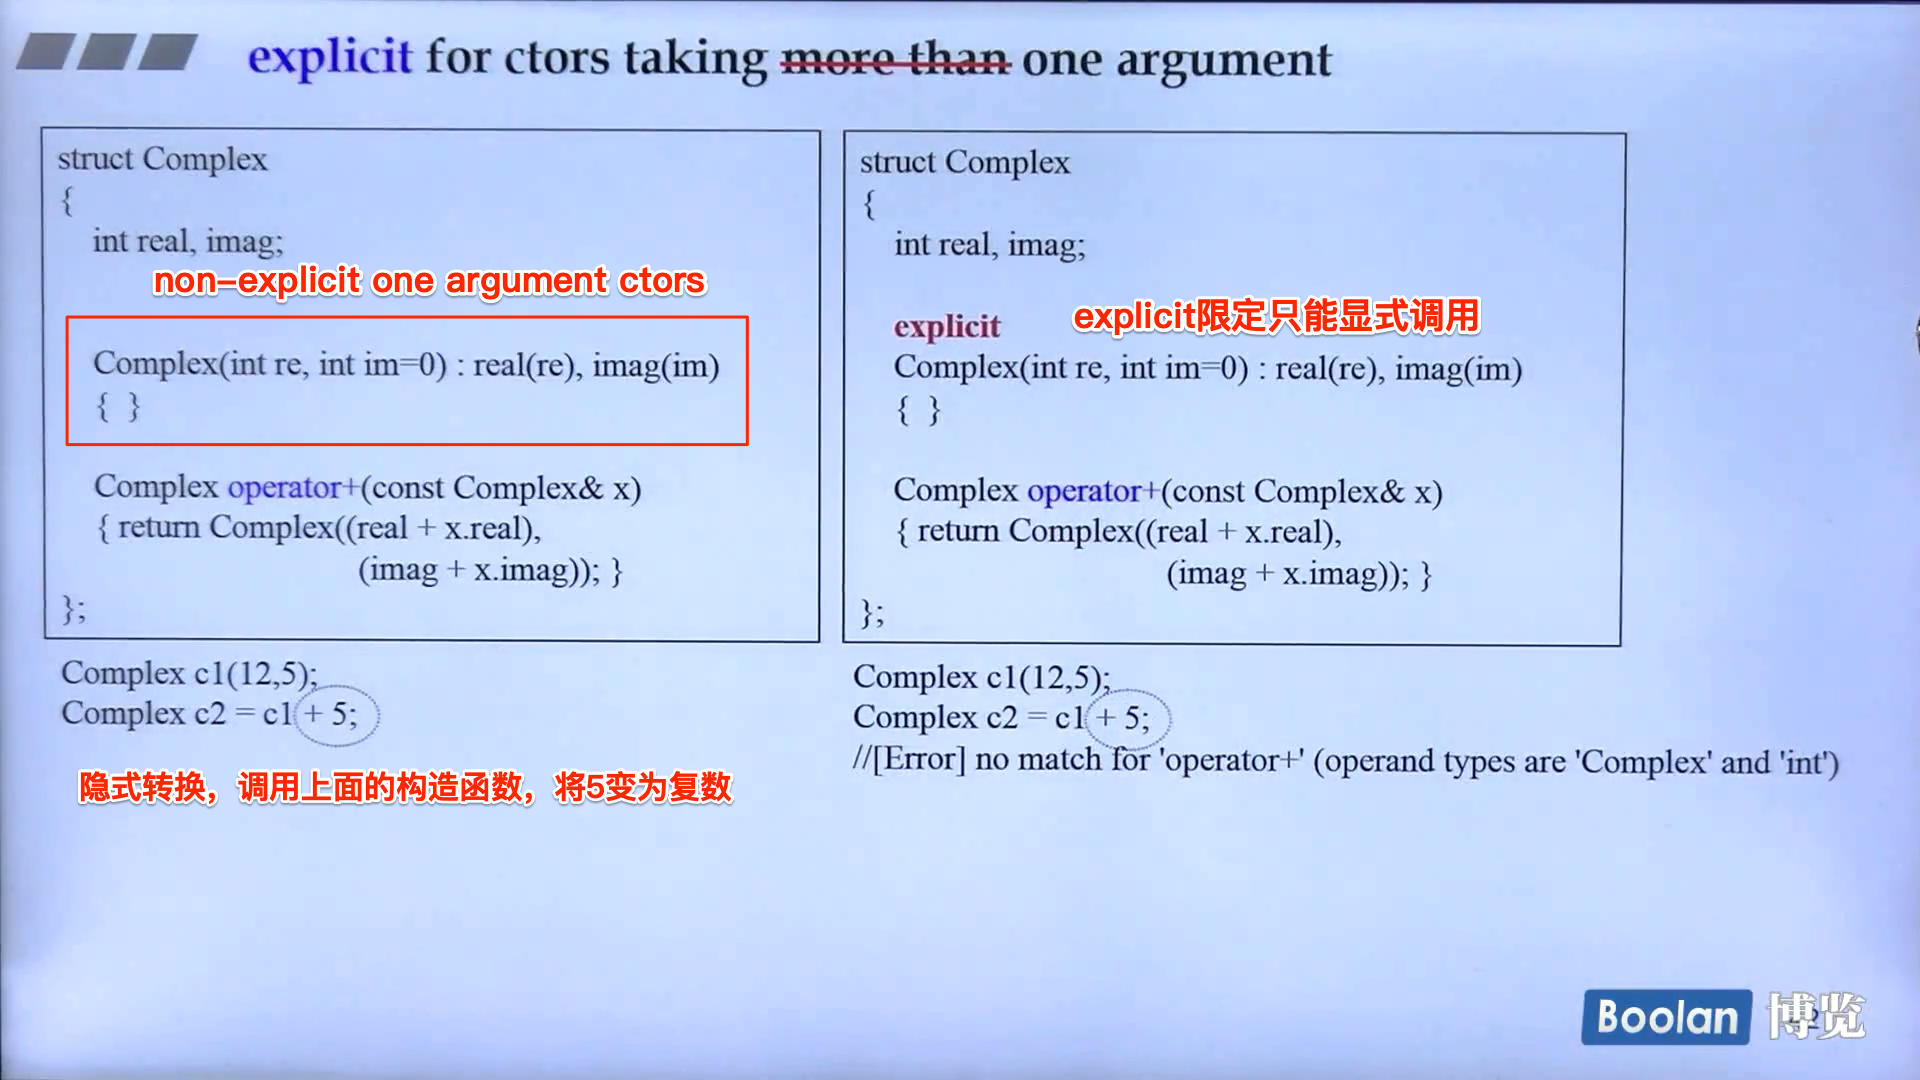 explicit for ctors taking more than one argument
struct Complex
{
int real, imag;
non-explicit one argument ctors
Complex(int re, int im=0) : real(re), imag(im)
{ }
Complex operator+(const Complex& x)
{ return Complex((real + x.real),
(imag + x.imag)); }
};
Complex c1(12,5);
Complex c2 = c1 + 5;
隐式转换，调用上面的构造函数，将5变为复数
struct Complex
{
int real, imag;
explicit限定只能显式调用
explicit
Complex(int re, int im=0) : real(re), imag(im)
{ }
Complex operator+(const Complex& x)
{ return Complex((real + x.real),
(imag + x.imag)); }
};
Complex c1(12,5);
Complex c2 = c1 + 5;
//[Error] no match for 'operator+' (operand types are 'Complex' and 'int')
Boolan 博览